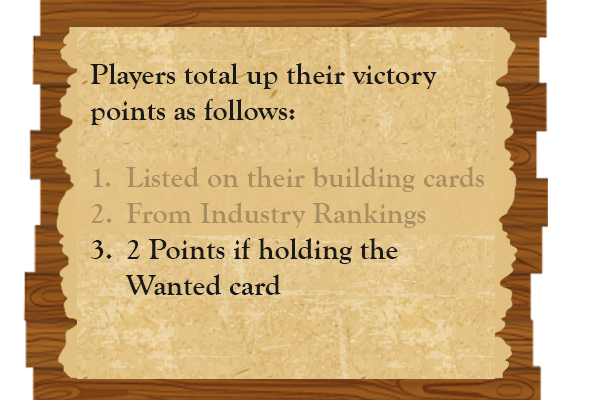 Players total up their victory
points as follows:
1. Listed on their building cards
2. From Industry Rankings
3. 2 Points if holding the
Wanted card